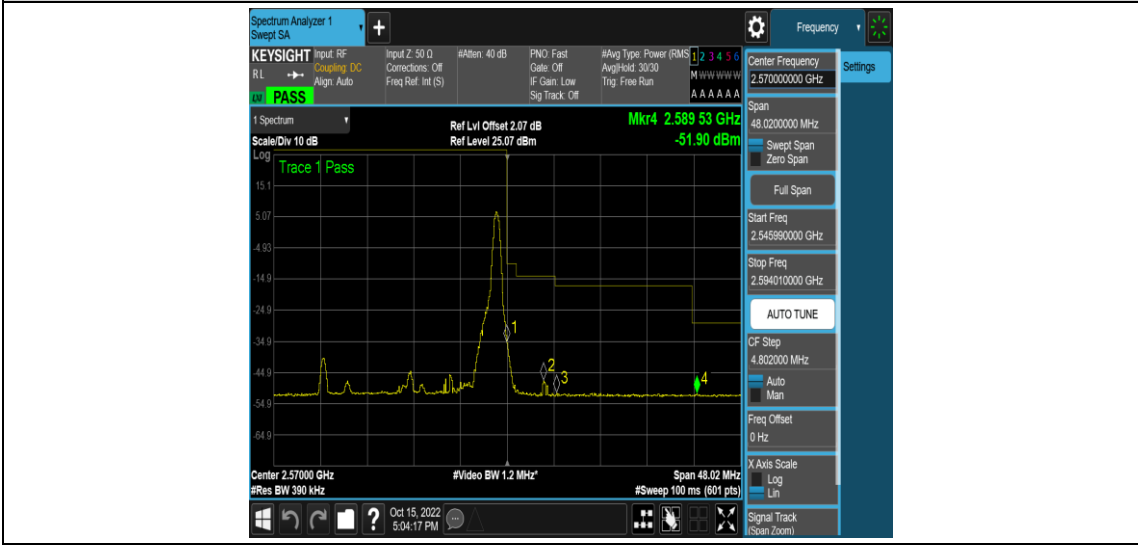 Spectrum Analyzer 1
Swept SA
+
Frequency
KEYSIGHT
RL
Input: RF
Coupling: DC
Align: Auto
Input Z: 50 Ω
Corrections: Off
Freq Ref: Int (S)
#Atten: 40 dB
PNO: Fast
Gate: Off
IF Gain: Low
Sig Track: Off
#Avg Type: Power (RMS
Avg|Hold: 30/30
Trig: Free Run
1 2 3 4 5 6
M W W W W W
A A A A A A
LM PASS
1 Spectrum
Scale/Div 10 dB
Ref Lvl Offset 2.07 dB
Ref Level 25.07 dBm
Mkr4 2.589 53 GHz
-51.90 dBm
Log
Trace 1 Pass
15.1
5.07
-4.93
-14.9
-24.9
-34.9
-44.9
-54.9
-64.9
1
2
3
4
Center 2.57000 GHz
#Video BW 1.2 MHz*
Span 48.02 MHz
#Res BW 390 kHz
#Sweep 100 ms (601 pts)
?
Oct 15, 2022
5:04:17 PM
Center Frequency
2.570000000 GHz
Settings
Span
48.0200000 MHz
Swept Span
Zero Span
Full Span
Start Freq
2.545990000 GHz
Stop Freq
2.594010000 GHz
AUTO TUNE
CF Step
4.802000 MHz
Auto
Man
Freq Offset
0 Hz
X Axis Scale
Log
Lin
Signal Track
(Span Zoom)